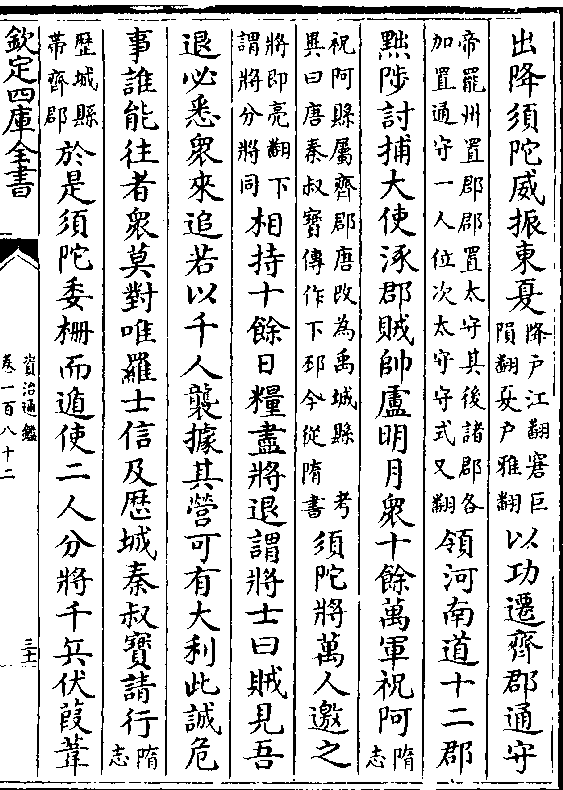 出降須陀威振東夏降戶江翻窘巨隕翻夏戶雅翻以功遷齊郡通守
帝罷州置郡郡置太守其後諸郡各加置通守一人位次太守守式又翻領河南道十二郡
黜陟討捕大使涿郡賊帥盧明月衆十餘萬軍祝阿隋志
祝阿縣屬齊郡唐改為禹城縣考異曰唐秦叔寳傳作下邳今從隋書須陀將萬人邀之
將即亮翻下謂將分將同相持十餘日糧盡將退謂將士曰賊見吾
退必悉衆來追若以千人襲據其營可有大利此誠危
事誰能往者衆莫對唯羅士信及歴城秦叔寳請行隋志
歴城縣帶齊郡於是須陀委柵而遁使二人分將千兵伏葭葦
欽定四庫全書
資治通鑑
卷一百八十二
三十